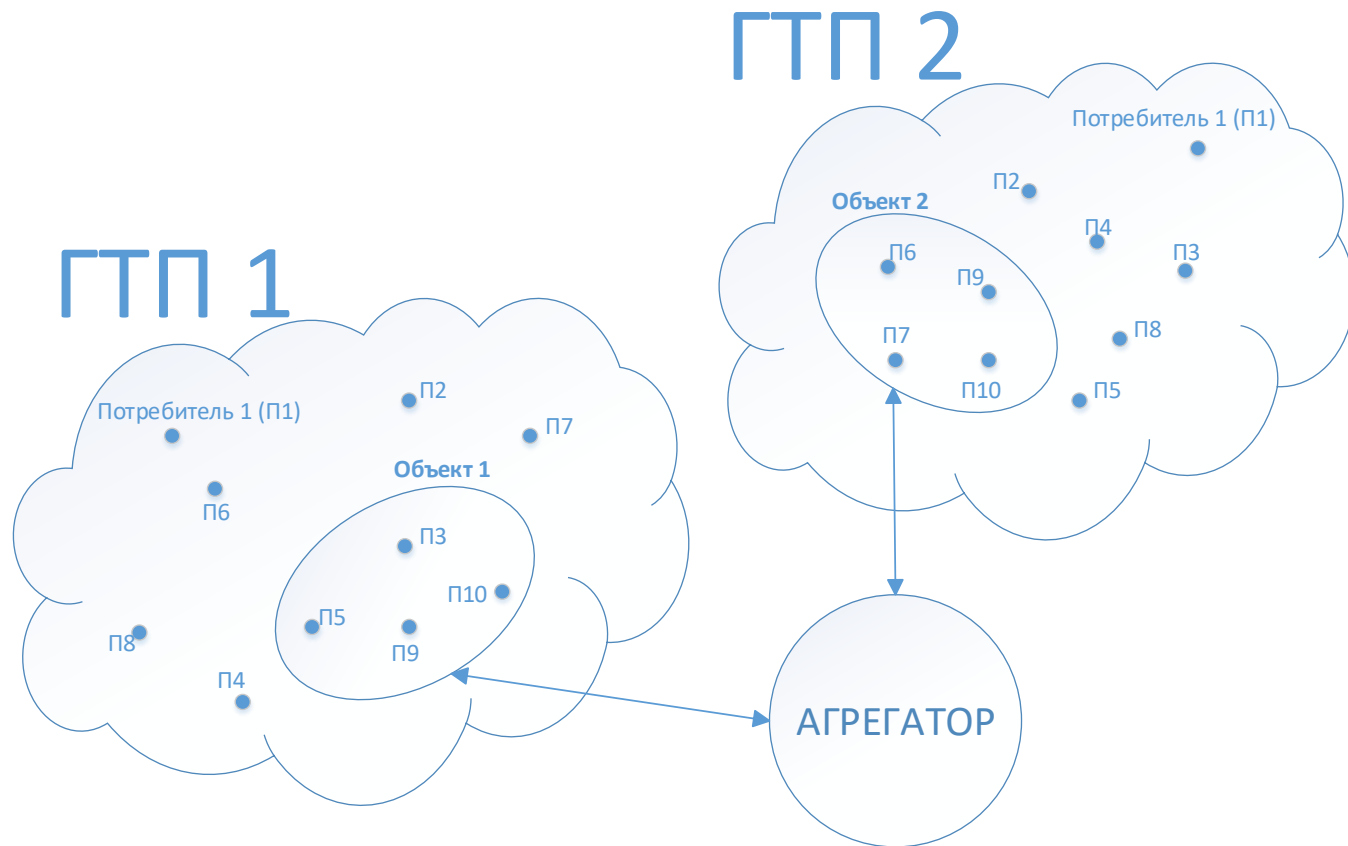 ГТП 2
Потребитель 1 (П1)
П2
Объект 2
П4
П6
П3
П9
П8
П7
П10
П5
ГТП 1
П2
Потребитель 1 (П1)
П7
Объект 1
П6
П3
П10
П5
П9
П8
П4
АГРЕГАТОР